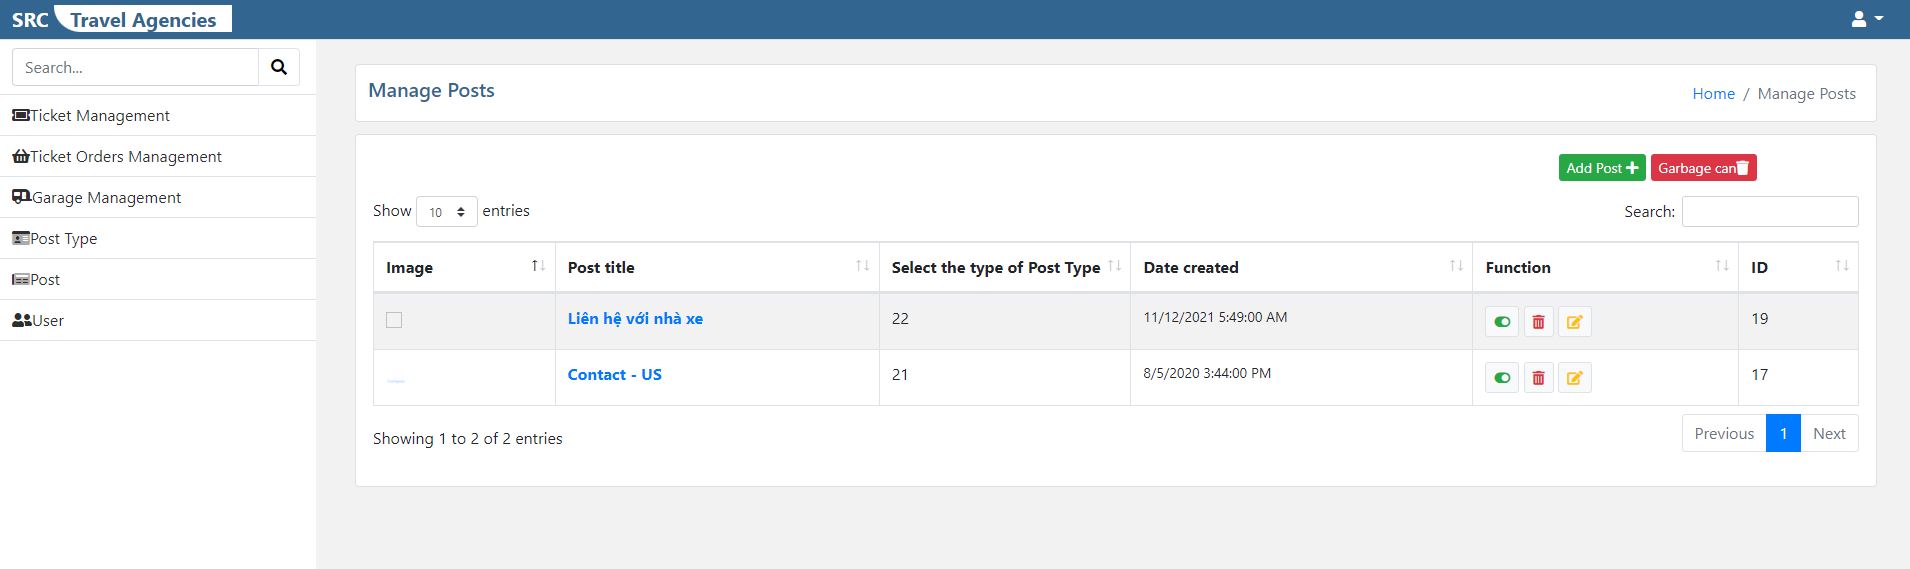 SRC Travel Agencies
Search...
Ticket Management
Ticket Orders Management
Garage Management
Post Type
Post
User
Manage Posts
Home / Manage Posts
Add Post
Garbage can
Show 10 entries
Search:
Image Post title Select the type of Post Type Date created Function ID
Liên hệ với nhà xe 22 11/12/2021 5:49:00 AM 19
Contact - US 21 8/5/2020 3:44:00 PM 17
Showing 1 to 2 of 2 entries
Previous 1 Next